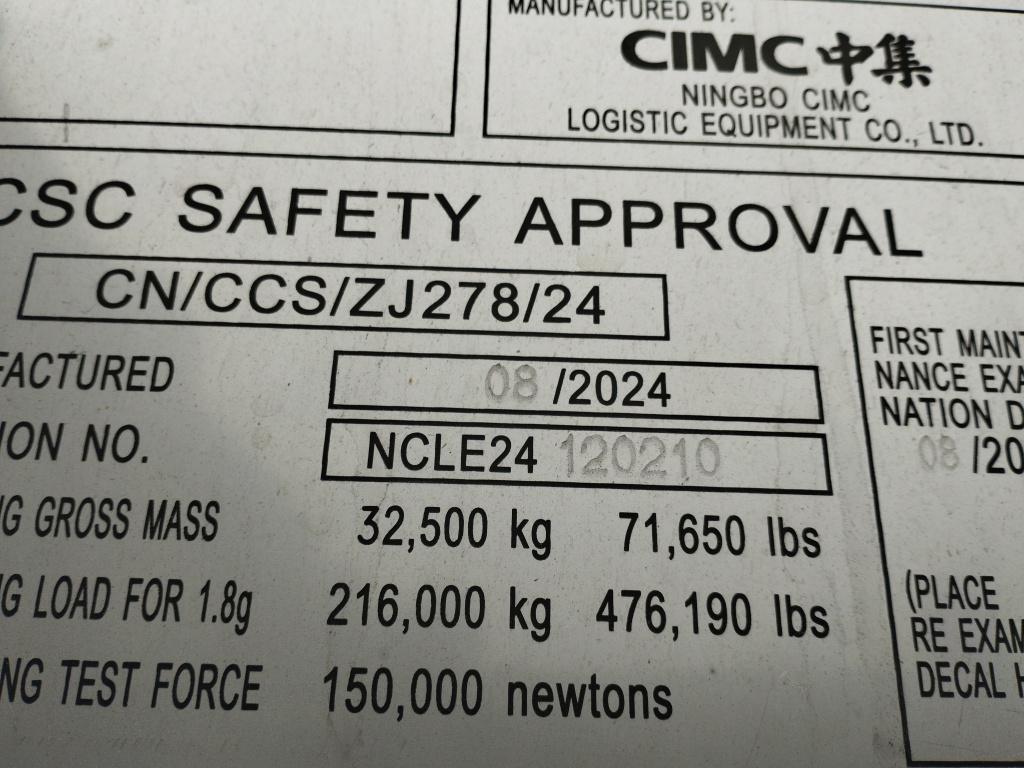 MANUFACTURED BY:
CIMC 中集
NINGBO CIMC
LOGISTIC EQUIPMENT CO., LTD.
CSC SAFETY APPROVAL
CN/CCS/ZJ278/24
FACTURED 08 /2024
ION NO. NCLE24 120210
G GROSS MASS 32,500 kg 71,650 lbs
G LOAD FOR 1.8g 216,000 kg 476,190 lbs
NG TEST FORCE 150,000 newtons
FIRST MAINT
NANCE EXA
NATION D
08 /20
(PLACE
RE EXAM
DECAL H